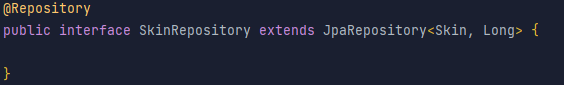 @Repository
public interface SkinRepository extends JpaRepository<Skin, Long> {
}